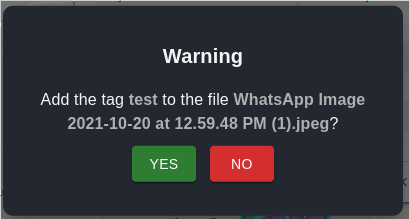 Warning
Add the tag test to the file WhatsApp Image
2021-10-20 at 12.59.48 PM (1).jpeg?
YES NO